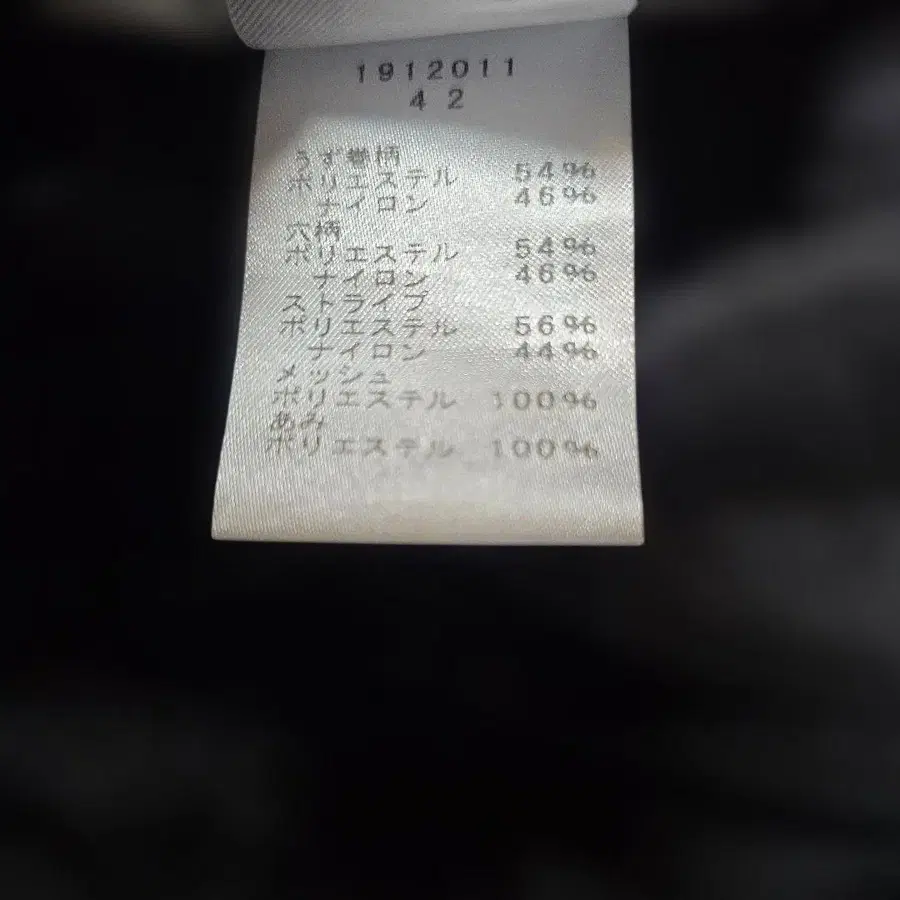 1912011
42
うず巻柄
ポリエステル 54%
ナイロン 46%
穴柄
ポリエステル 54%
ナイロン 46%
ストライプ
ポリエステル 56%
ナイロン 44%
メッシュ
ポリエステル 100%
あみ
ポリエステル 100%